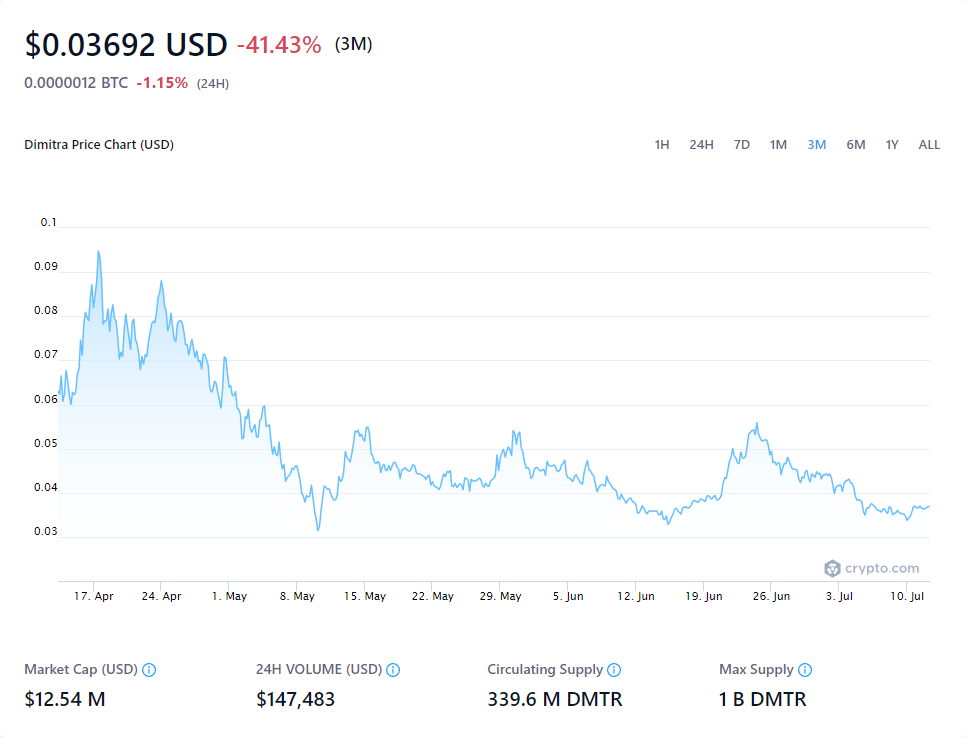 $0.03692 USD -41.43% (3M)
0.0000012 BTC -1.15% (24H)
Dimitra Price Chart (USD) 1H 24H 7D 1M 3M 6M 1Y ALL
0.1
0.09
0.08
0.07
0.06
0.05
0.04
0.03
crypto.com
17. Apr 24. Apr 1. May 8. May 15. May 22. May 29. May 5. Jun 12. Jun 19. Jun 26. Jun 3. Jul 10. Jul
Market Cap (USD) 24H VOLUME (USD) Circulating Supply Max Supply
$12.54 M $147,483 339.6 M DMTR 1 B DMTR